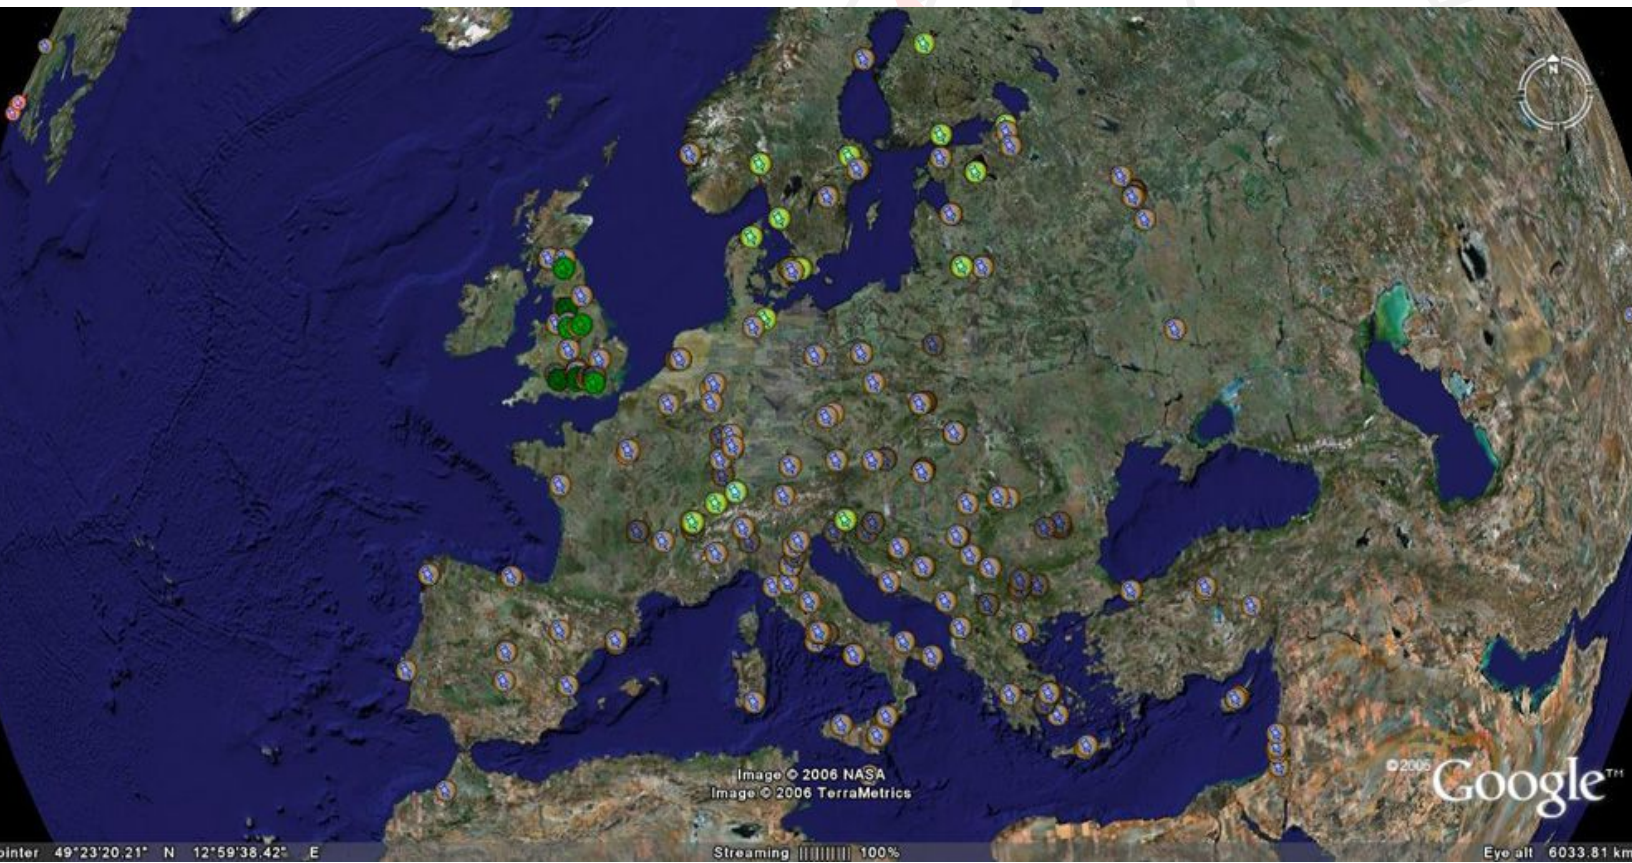 N
Image © 2006 NASA
Image © 2006 TerraMetrics
© 2005 Google™
ointer 49°23'20.21" N 12°59'38.42" E Streaming 100% Eye alt 6033.81 km